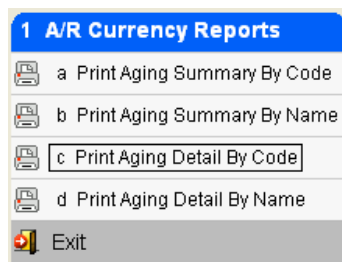 1 A/R Currency Reports
a Print Aging Summary By Code
b Print Aging Summary By Name
c Print Aging Detail By Code
d Print Aging Detail By Name
Exit